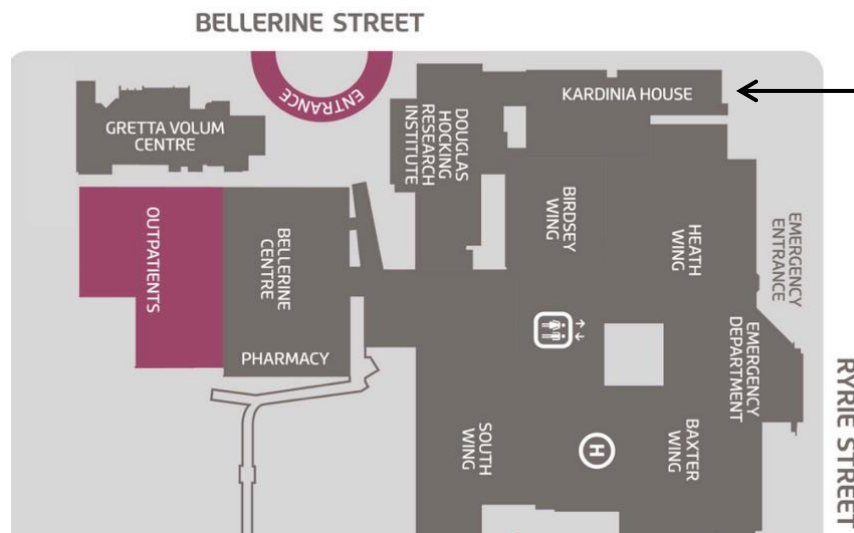 BELLERINE STREET
ENTRANCE
KARDINIA HOUSE
GRETTA VOLUM
CENTRE
DOUGLAS
HOCKING
RESEARCH
INSTITUTE
BIRDSEY
WING
HEATH
WING
EMERGENCY
ENTRANCE
OUTPATIENTS
BELLERINE
CENTRE
PHARMACY
EMERGENCY
DEPARTMENT
RYRIE STREET
SOUTH
WING
H
BAXTER
WING